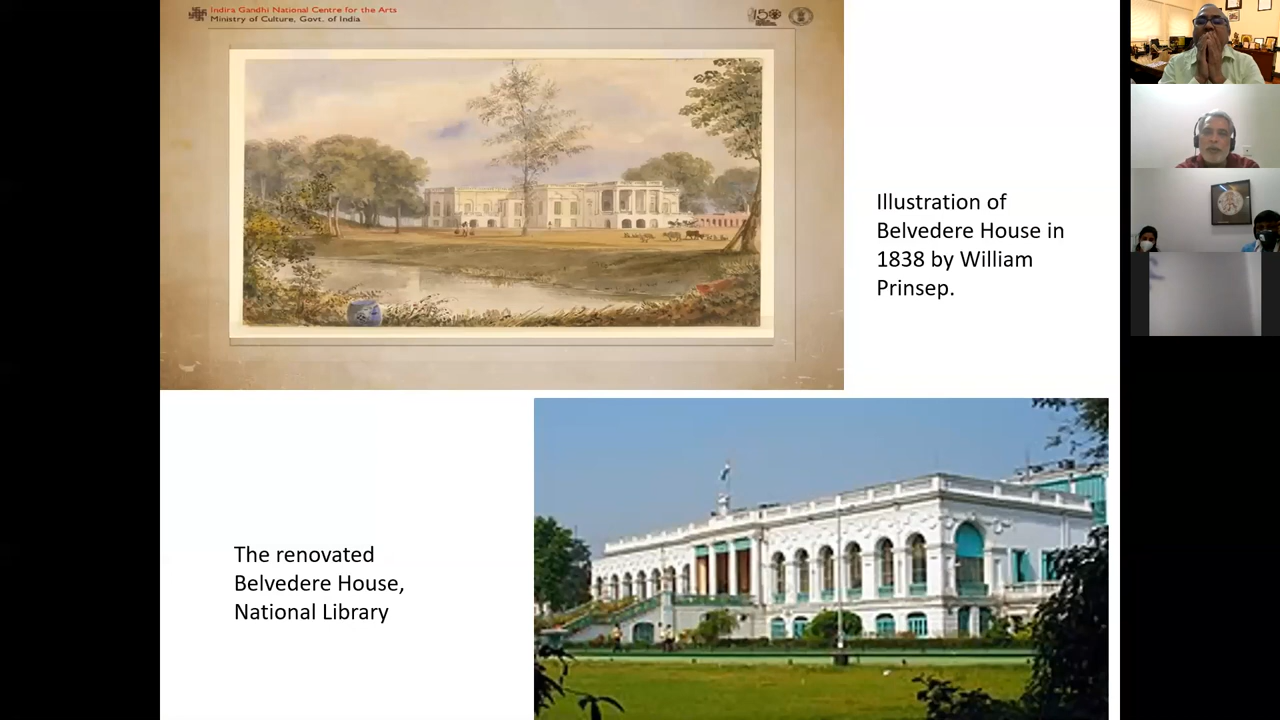 Indira Gandhi National Centre for the Arts
Ministry of Culture, Govt. of India
150
Illustration of
Belvedere House in
1838 by William
Prinsep.
The renovated
Belvedere House,
National Library